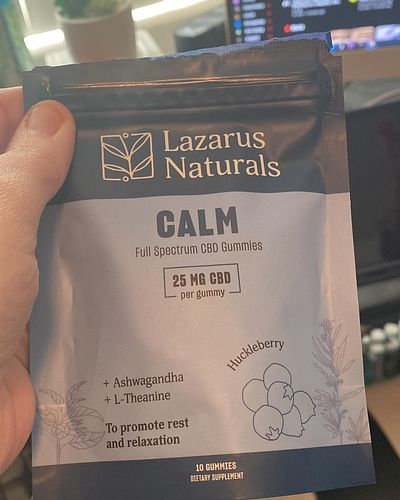 Lazarus
Naturals
CALM
Full Spectrum CBD Gummies
25 MG CBD
per gummy
Huckleberry
+ Ashwagandha
+ L-Theanine
To promote rest
and relaxation
10 GUMMIES
DIETARY SUPPLEMENT